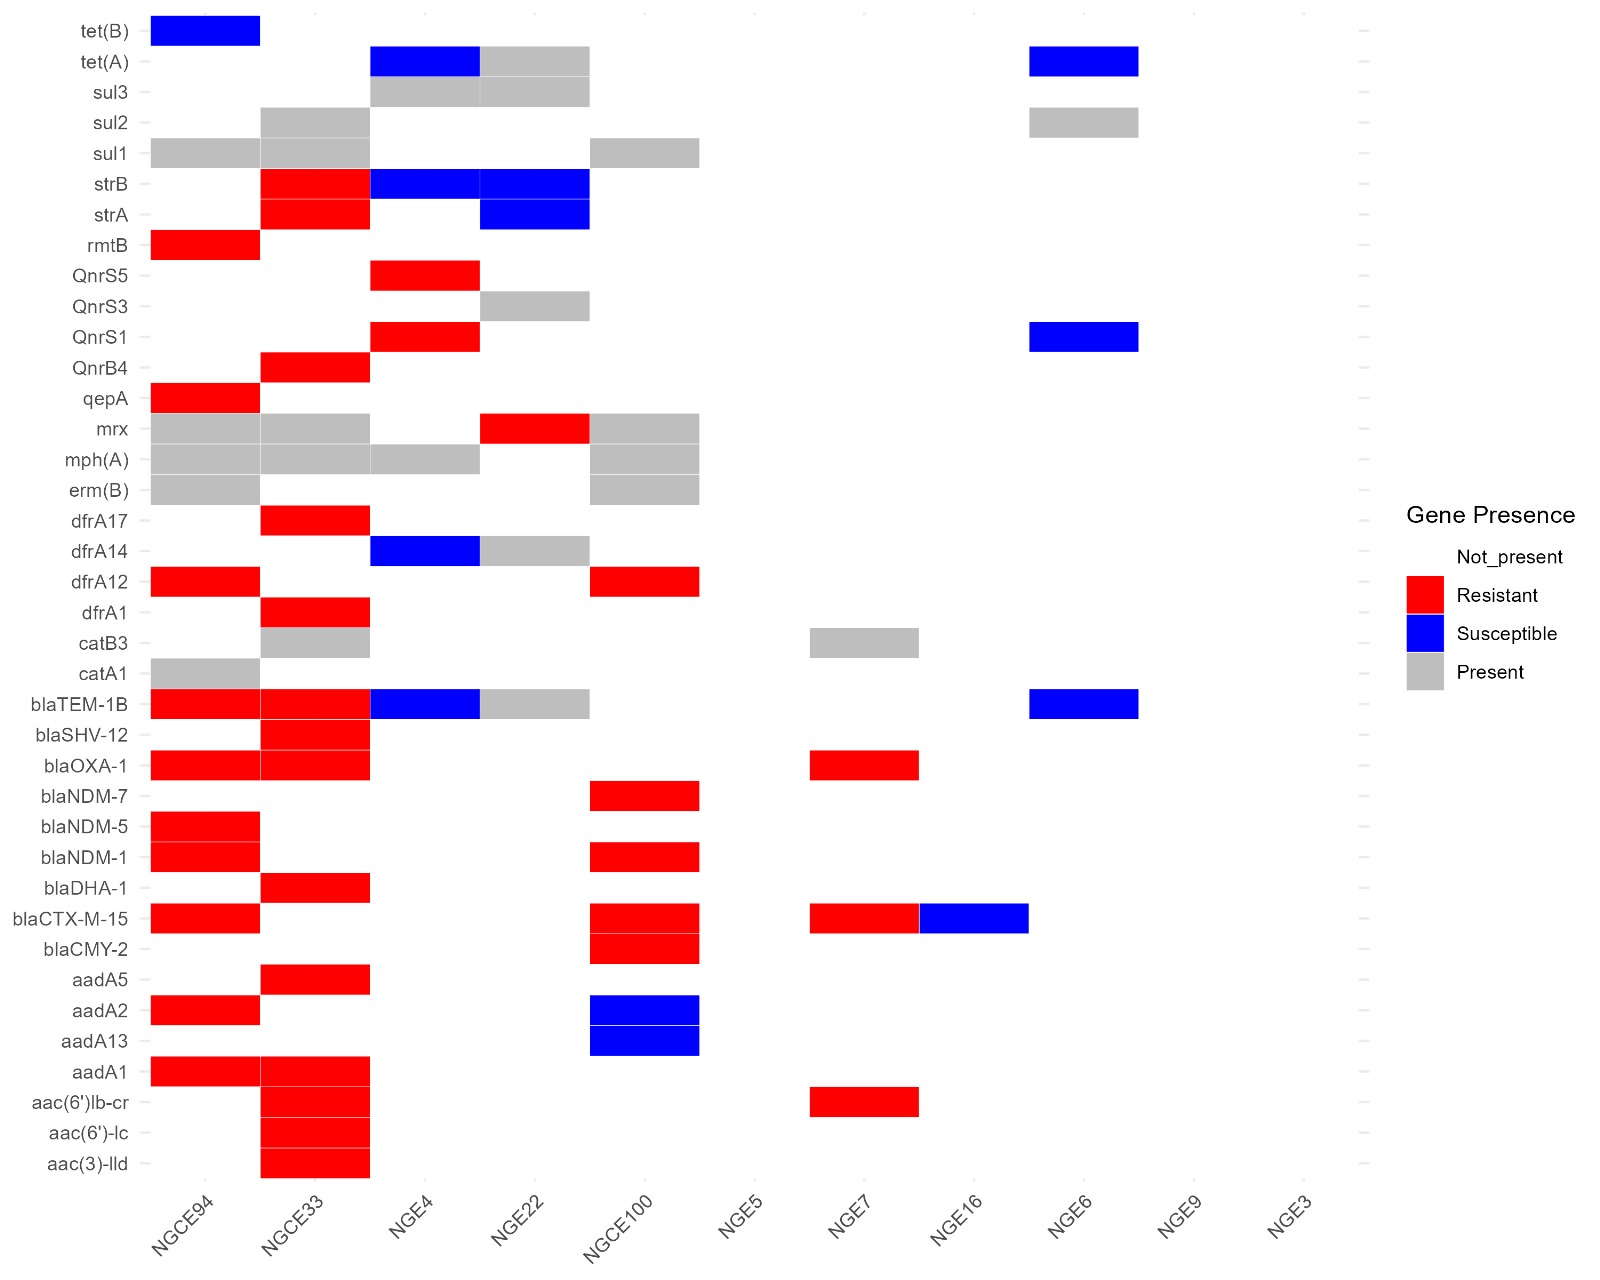 tet(B)
tet(A)
sul3
sul2
sul1
strB
strA
rmtB
QnrS5
QnrS3
QnrS1
QnrB4
qepA
mrx
mph(A)
erm(B)
dfrA17
dfrA14
dfrA12
dfrA1
catB3
catA1
blaTEM-1B
blaSHV-12
blaOXA-1
blaNDM-7
blaNDM-5
blaNDM-1
blaDHA-1
blaCTX-M-15
blaCMY-2
aadA5
aadA2
aadA13
aadA1
aac(6')Ib-cr
aac(6')-Ic
aac(3)-IId
NGCE94
NGCE33
NGE4
NGE22
NGCE100
NGE5
NGE7
NGE16
NGE6
NGE9
NGE3
Gene Presence
Not_present
Resistant
Susceptible
Present